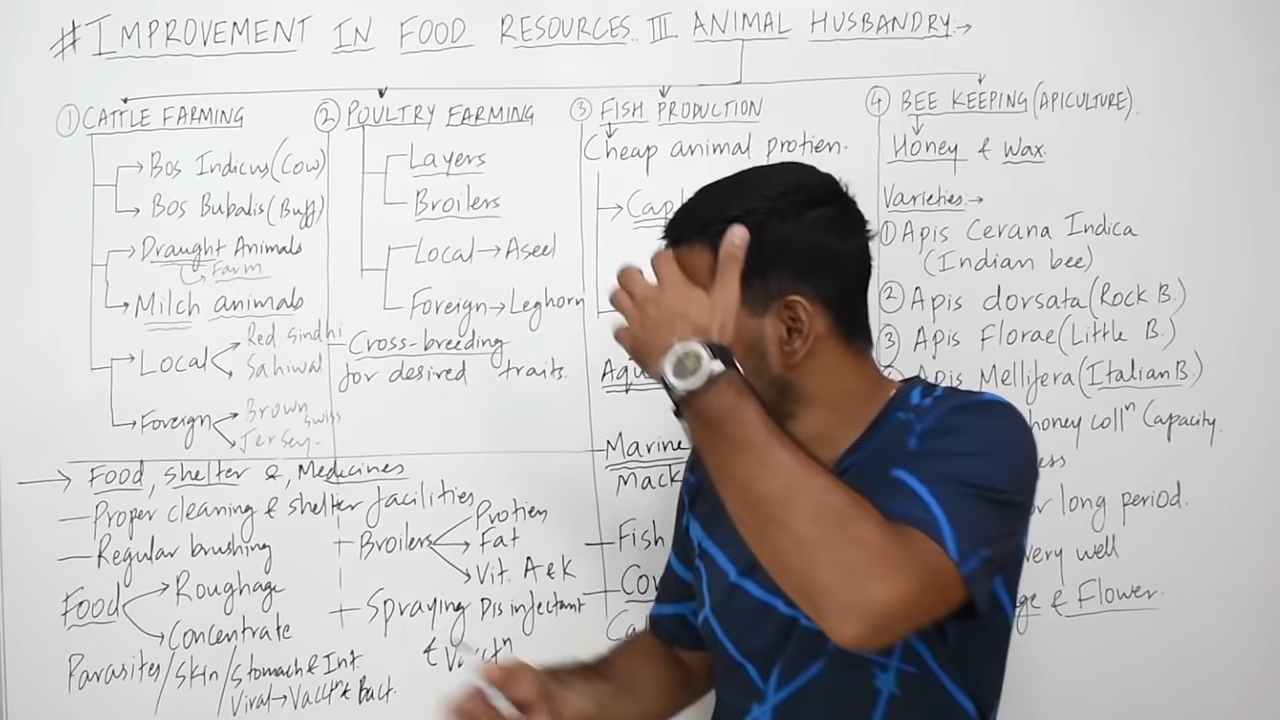 # IMPROVEMENT IN FOOD RESOURCES.. III ANIMAL HUSBANDRY:→
① CATTLE FARMING
Bos Indicus (Cow)
Bos Bubalis (Buff)
Draught Animals
Farm
Milch animals
Local
Red Sindhi
Sahiwal
Foreign
Brown Swiss
Jersey
② POULTRY FARMING
Layers
Broilers
Local → Aseel
Foreign → Leghorn
Cross-breeding
for desired traits.
③ FISH PRODUCTION
Cheap animal protien.
Marine
Fish
④ BEE KEEPING (APICULTURE).
Honey & Wax.
Varieties:→
① Apis Cerana Indica
(Indian bee)
② Apis dorsata (Rock B.)
③ Apis Florae (Little B.)
Apis Mellifera (Italian B.)
honey collⁿ Capacity.
long period.
very well
& Flower.
→ Food, shelter & Medicines
— Proper cleaning & shelter facilities
— Regular brushing
Food
Roughage
Concentrate
Parasites / Skin / Stomach & Int.
Viral → Vaccⁿ & Bact.
Broilers
Protien
Fat
Vit. A & K
Spraying Disinfectant
&